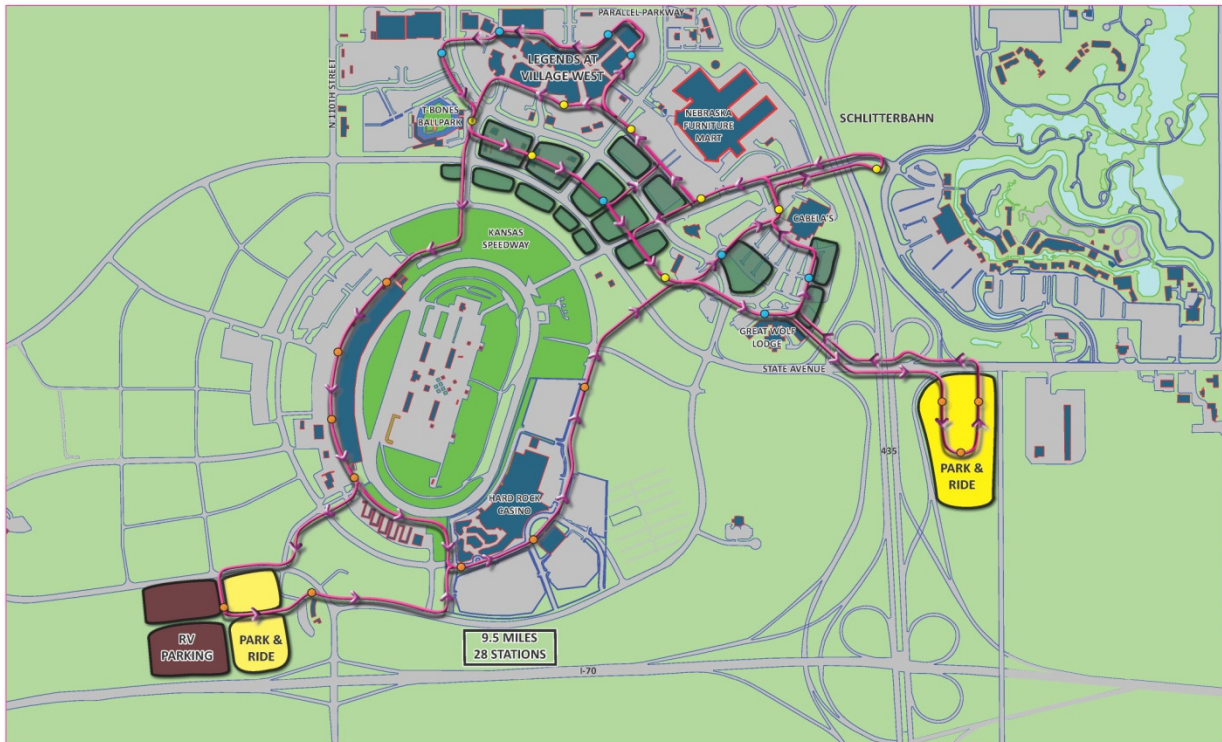 PARALLEL PARKWAY
N 110TH STREET
LEGENDS AT
VILLAGE WEST
T-BONES
BALLPARK
NEBRASKA
FURNITURE
MART
SCHLITTERBAHN
CABELA'S
KANSAS
SPEEDWAY
GREAT WOLF
LODGE
STATE AVENUE
435
PARK &
RIDE
HARD ROCK
CASINO
RV
PARKING
PARK &
RIDE
9.5 MILES
28 STATIONS
I-70